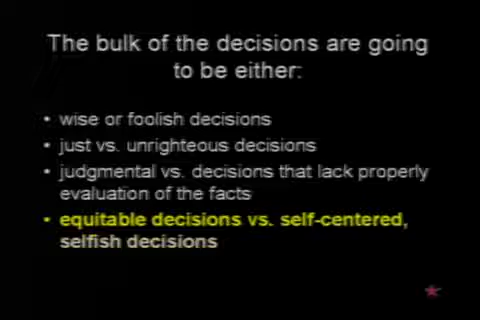 The bulk of the decisions are going
to be either:
• wise or foolish decisions
• just vs. unrighteous decisions
• judgmental vs. decisions that lack properly
evaluation of the facts
• equitable decisions vs. self-centered,
selfish decisions